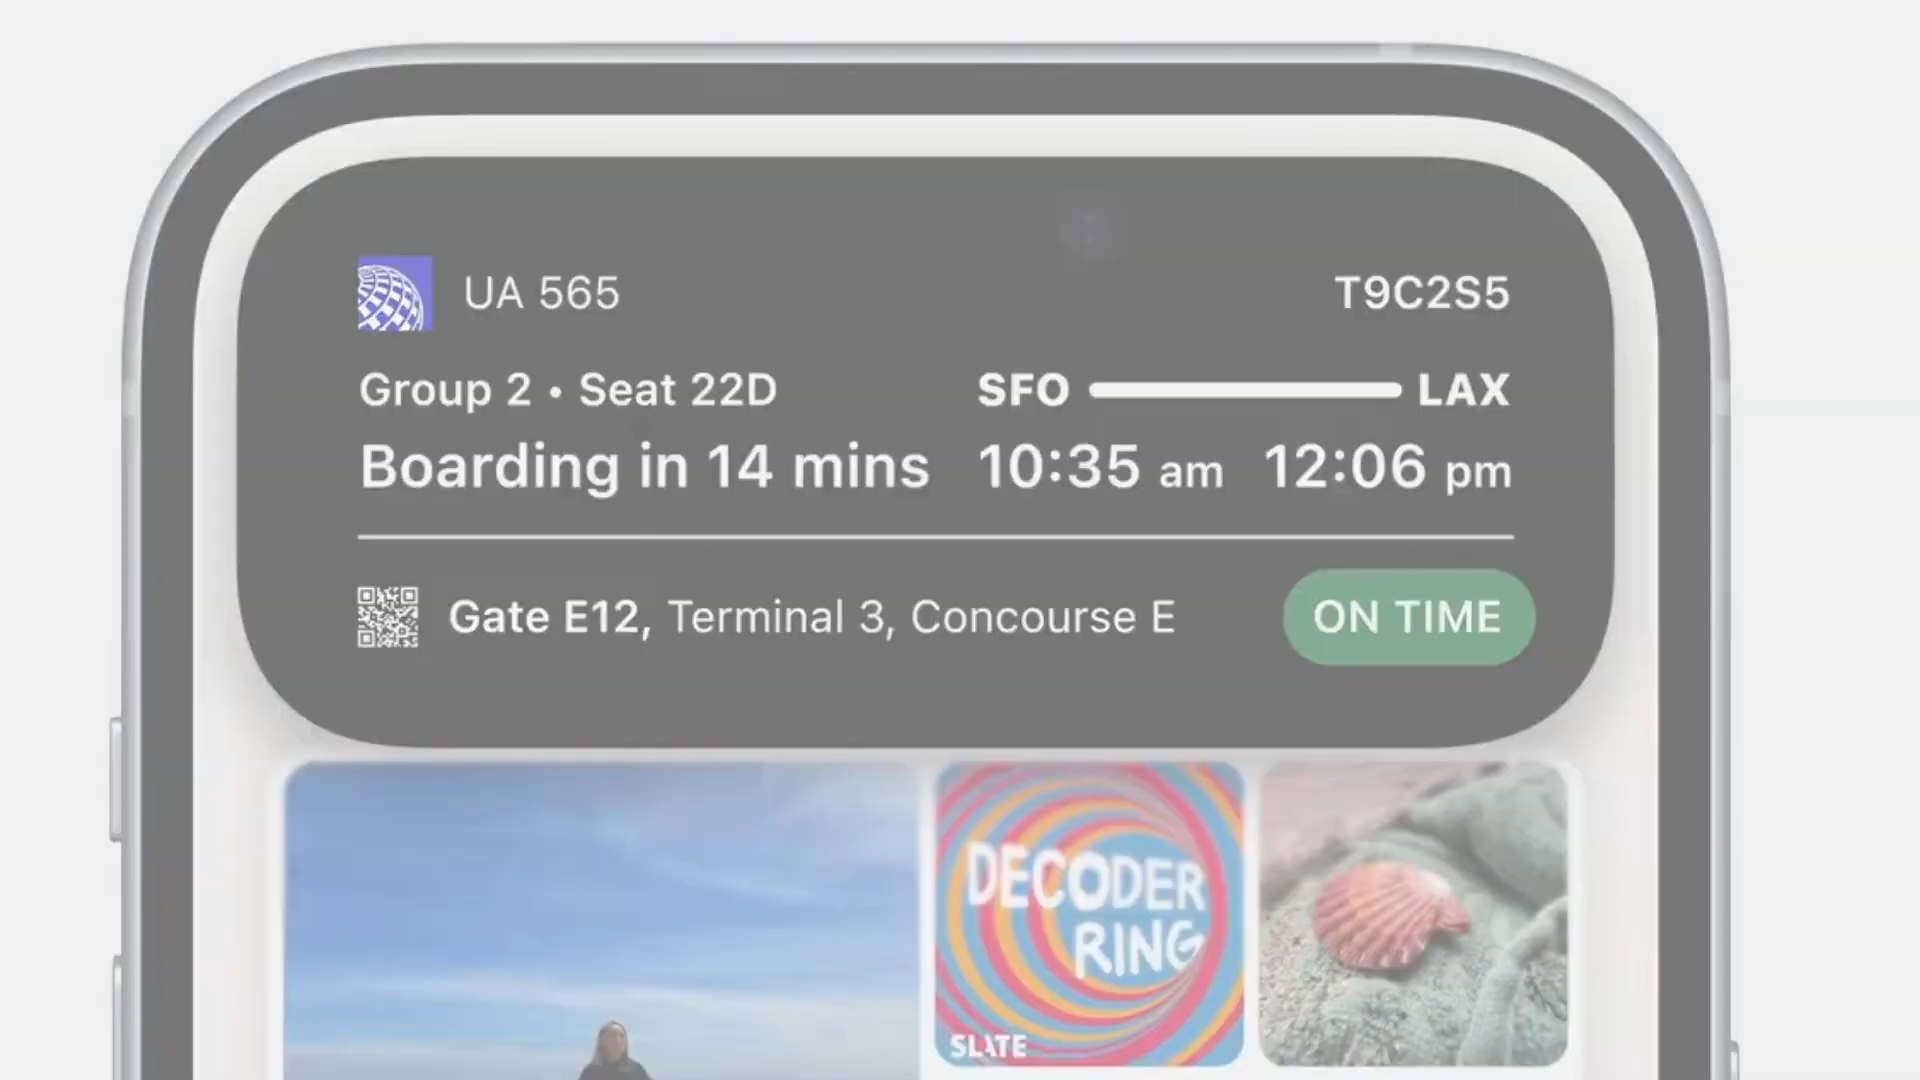 UA 565
T9C2S5
Group 2 • Seat 22D
SFO LAX
Boarding in 14 mins
10:35 am 12:06 pm
Gate E12, Terminal 3, Concourse E
ON TIME
DECODER
RING
SLATE